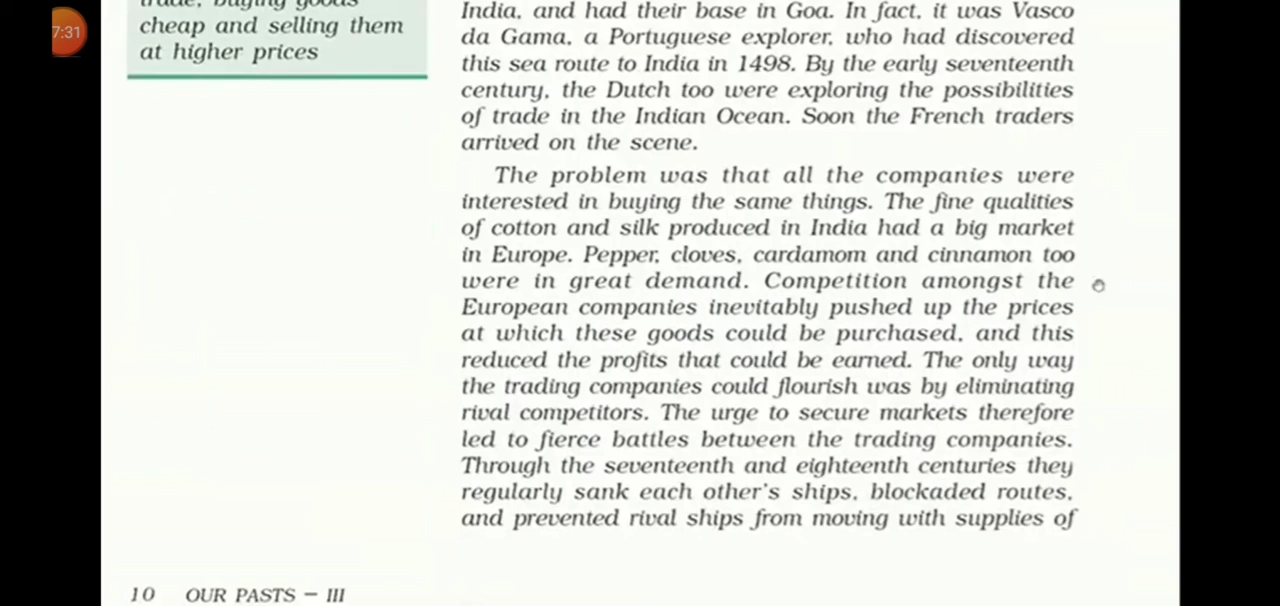 7:31
trade, buying goods
cheap and selling them
at higher prices
India, and had their base in Goa. In fact, it was Vasco
da Gama, a Portuguese explorer, who had discovered
this sea route to India in 1498. By the early seventeenth
century, the Dutch too were exploring the possibilities
of trade in the Indian Ocean. Soon the French traders
arrived on the scene.
The problem was that all the companies were
interested in buying the same things. The fine qualities
of cotton and silk produced in India had a big market
in Europe. Pepper, cloves, cardamom and cinnamon too
were in great demand. Competition amongst the
European companies inevitably pushed up the prices
at which these goods could be purchased, and this
reduced the profits that could be earned. The only way
the trading companies could flourish was by eliminating
rival competitors. The urge to secure markets therefore
led to fierce battles between the trading companies.
Through the seventeenth and eighteenth centuries they
regularly sank each other's ships, blockaded routes,
and prevented rival ships from moving with supplies of
10 OUR PASTS – III